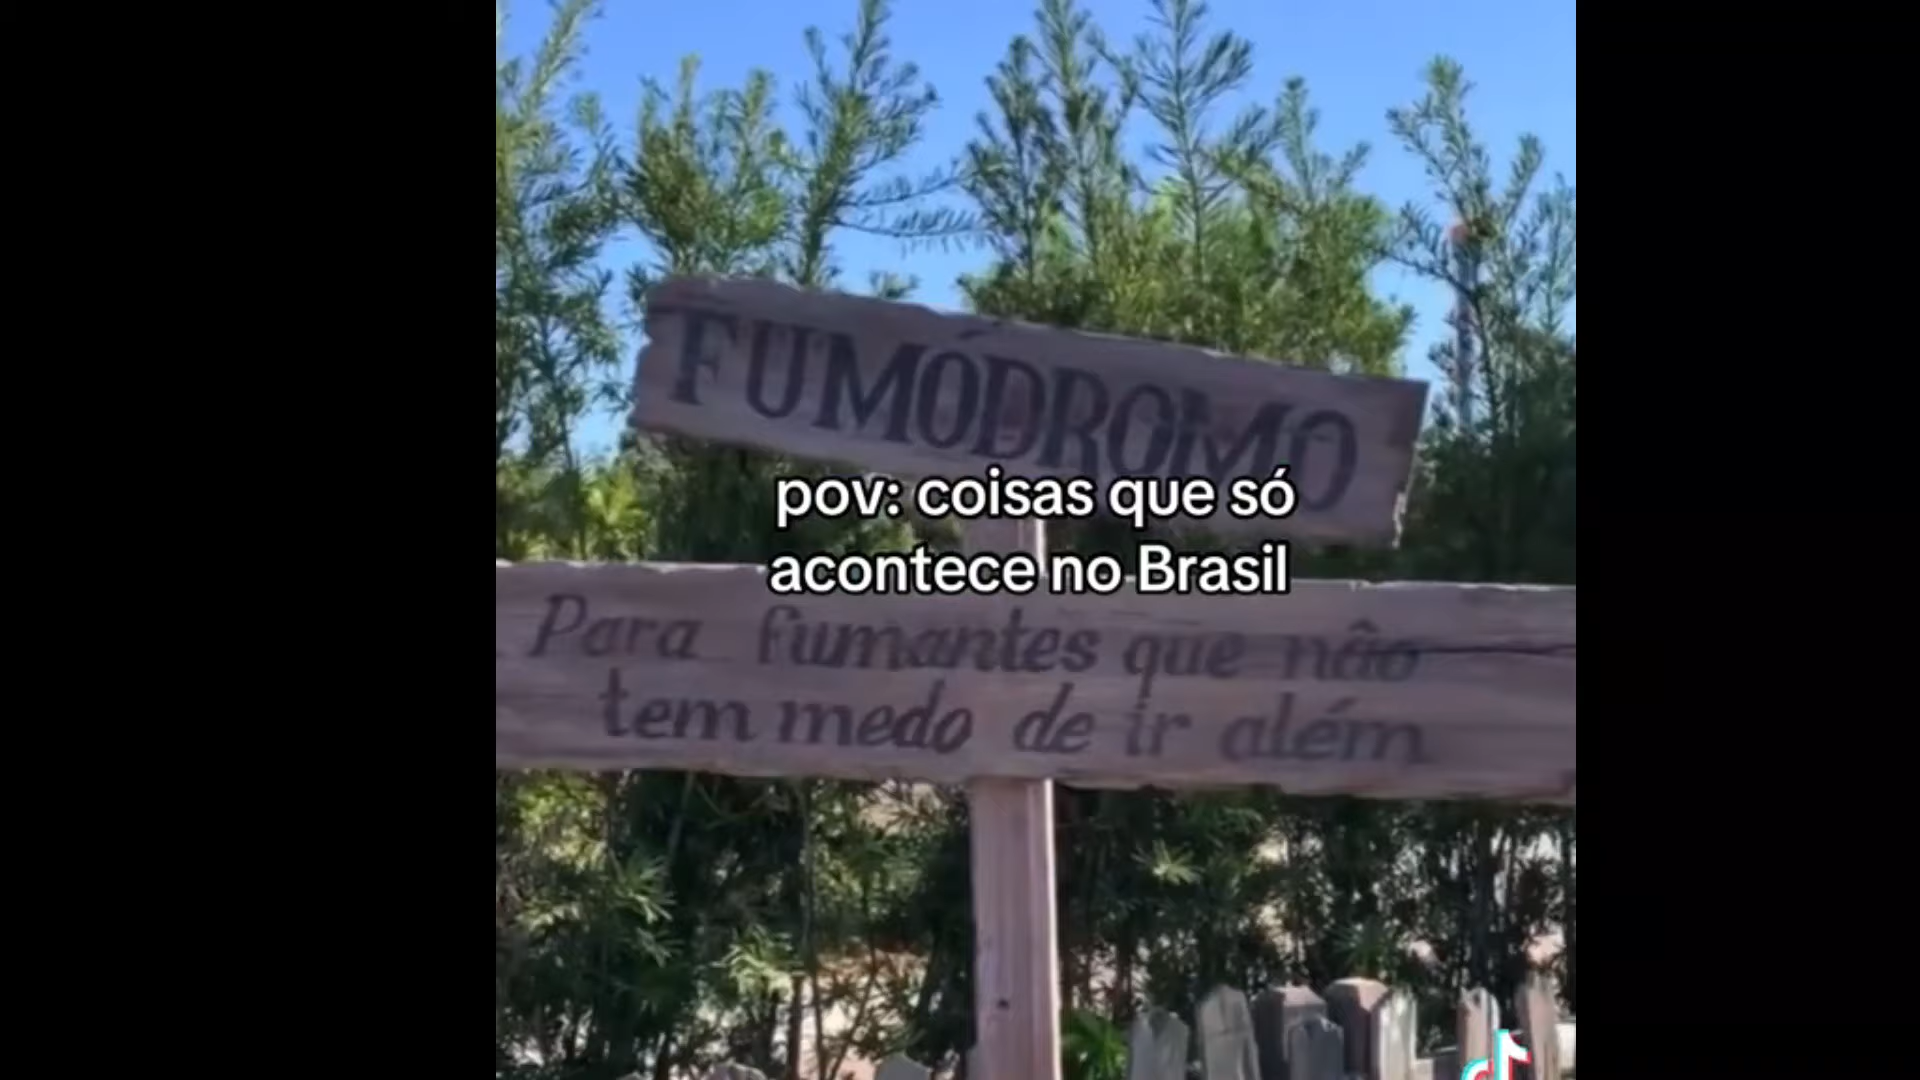 FUMÓDROMO
pov: coisas que só
acontece no Brasil
Para fumantes que não
tem medo de ir além